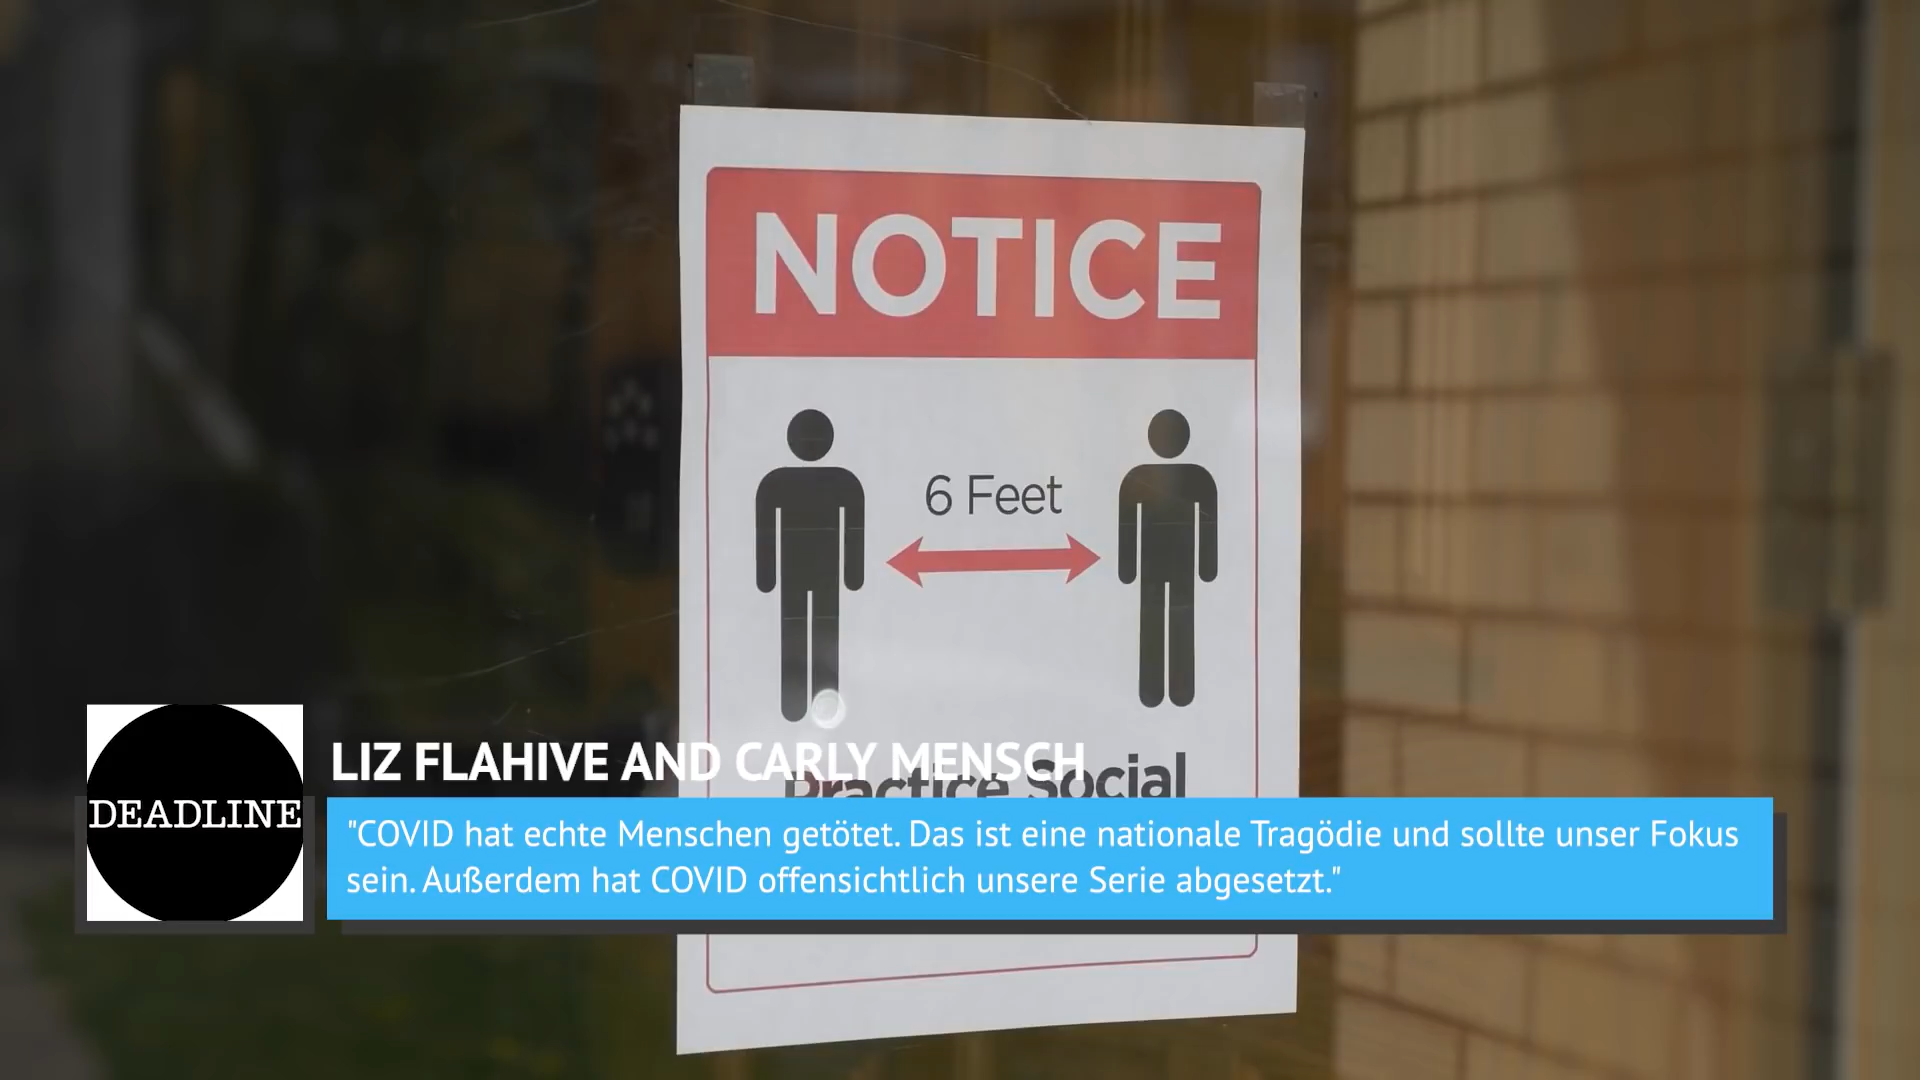 NOTICE
6 Feet
Practice Social
DEADLINE
LIZ FLAHIVE AND CARLY MENSCH
"COVID hat echte Menschen getötet. Das ist eine nationale Tragödie und sollte unser Fokus
sein. Außerdem hat COVID offensichtlich unsere Serie abgesetzt."